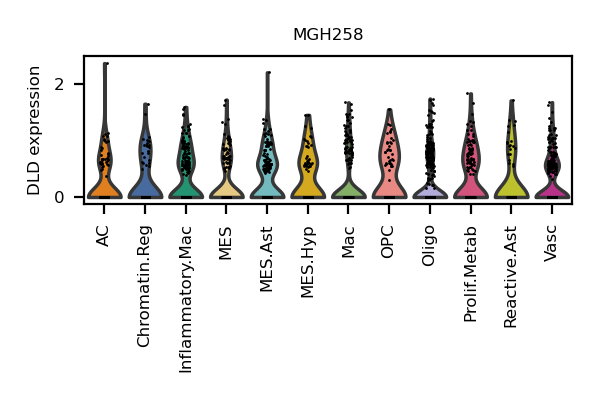 MGH258
DLD expression
2
0
AC
Chromatin.Reg
Inflammatory.Mac
MES
MES.Ast
MES.Hyp
Mac
OPC
Oligo
Prolif.Metab
Reactive.Ast
Vasc